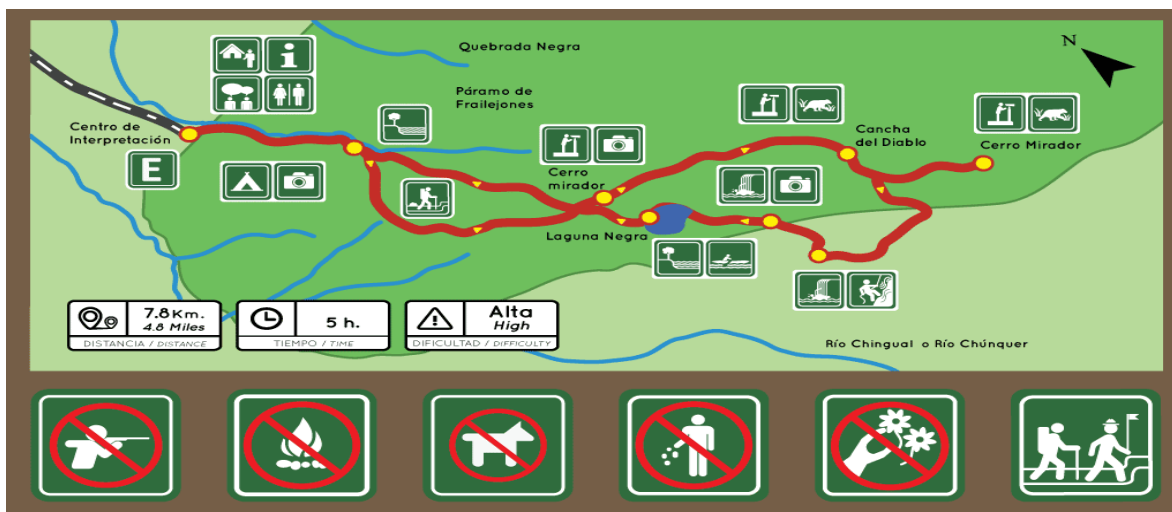 Quebrada Negra
N
Páramo de
Frailejones
i
Centro de
Interpretación
E
Cancha
del Diablo
Cerro Mirador
Cerro
mirador
Laguna Negra
7.8Km.
4.8 Miles
DISTANCIA / DISTANCE
5 h.
TIEMPO / TIME
Alta
High
DIFICULTAD / DIFFICULTY
Río Chingual o Río Chúnquer